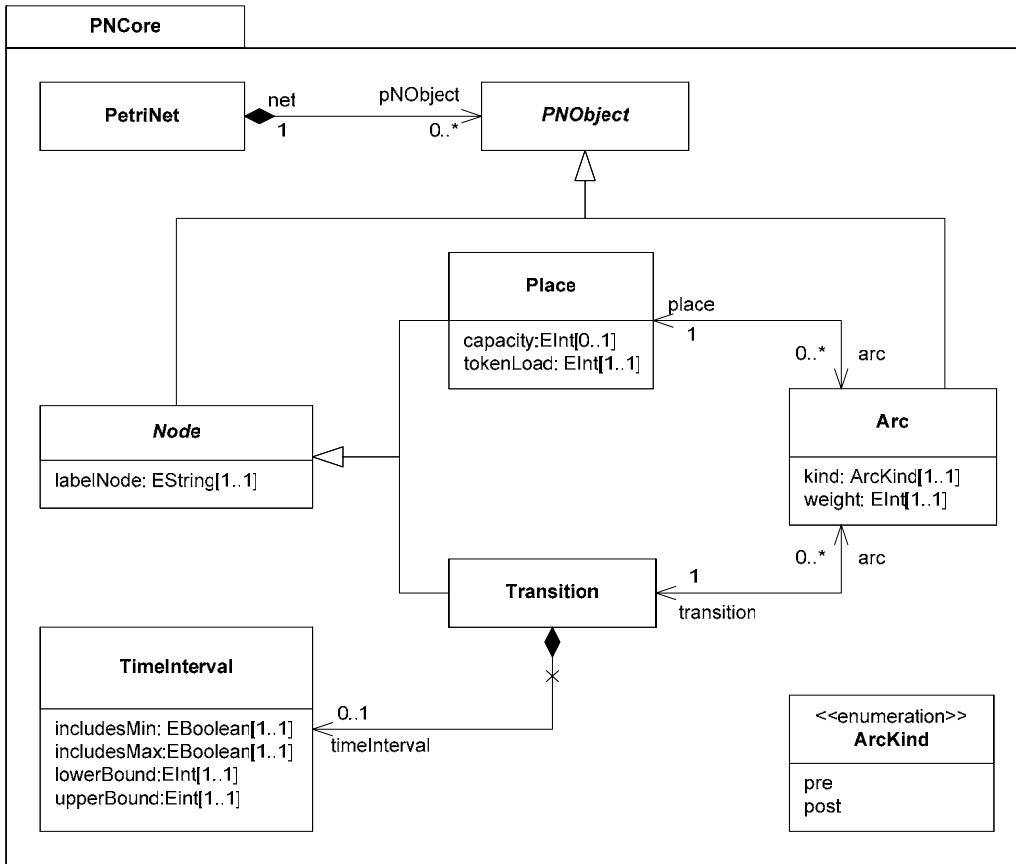 PNCore
PetriNet
net
1
pNObject
0..*
PNObject
Place
capacity:EInt[0..1]
tokenLoad: EInt[1..1]
place
1
0..*
arc
Node
labelNode: EString[1..1]
Arc
kind: ArcKind[1..1]
weight: EInt[1..1]
0..*
arc
Transition
1
transition
TimeInterval
includesMin: EBoolean[1..1]
includesMax:EBoolean[1..1]
lowerBound:EInt[1..1]
upperBound:Eint[1..1]
0..1
timeInterval
<<enumeration>>
ArcKind
pre
post